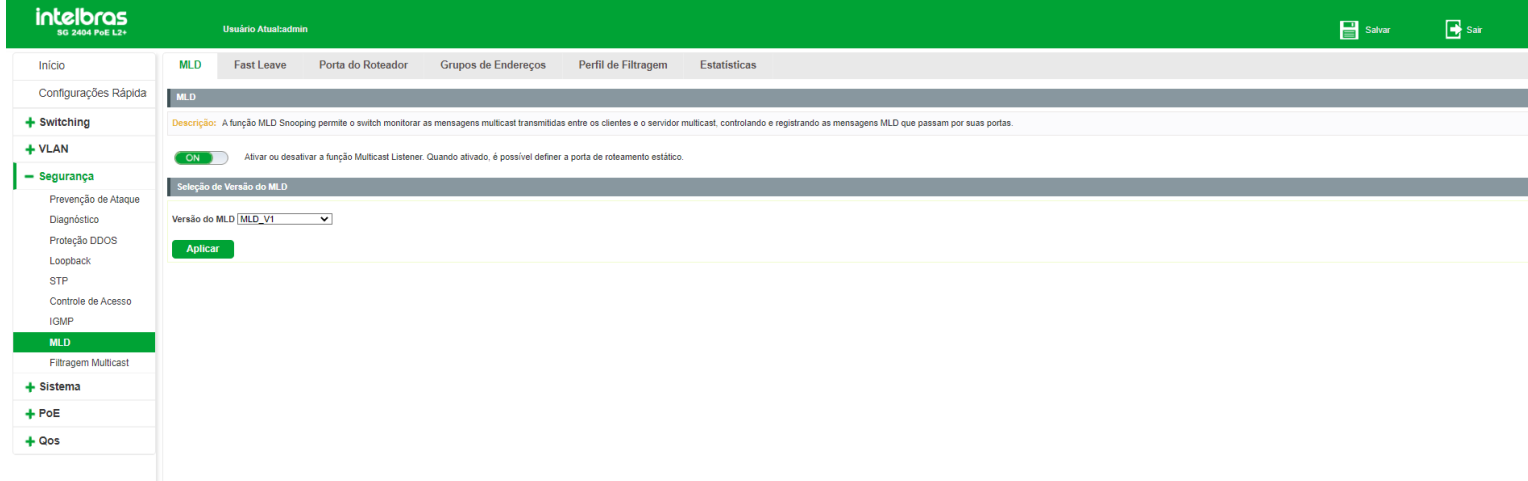 intelbras
SG 2404 PoE L2+
Usuário Atual:admin
Salvar
Sair
Início
Configurações Rápida
Switching
VLAN
Segurança
Prevenção de Ataque
Diagnóstico
Proteção DDOS
Loopback
STP
Controle de Acesso
IGMP
MLD
Filtragem Multicast
Sistema
PoE
Qos
MLD Fast Leave Porta do Roteador Grupos de Endereços Perfil de Filtragem Estatísticas
MLD
Descrição: A função MLD Snooping permite o switch monitorar as mensagens multicast transmitidas entre os clientes e o servidor multicast, controlando e registrando as mensagens MLD que passam por suas portas.
ON Ativar ou desativar a função Multicast Listener. Quando ativado, é possível definer a porta de roteamento estático.
Seleção de Versão do MLD
Versão do MLD MLD_V1
Aplicar